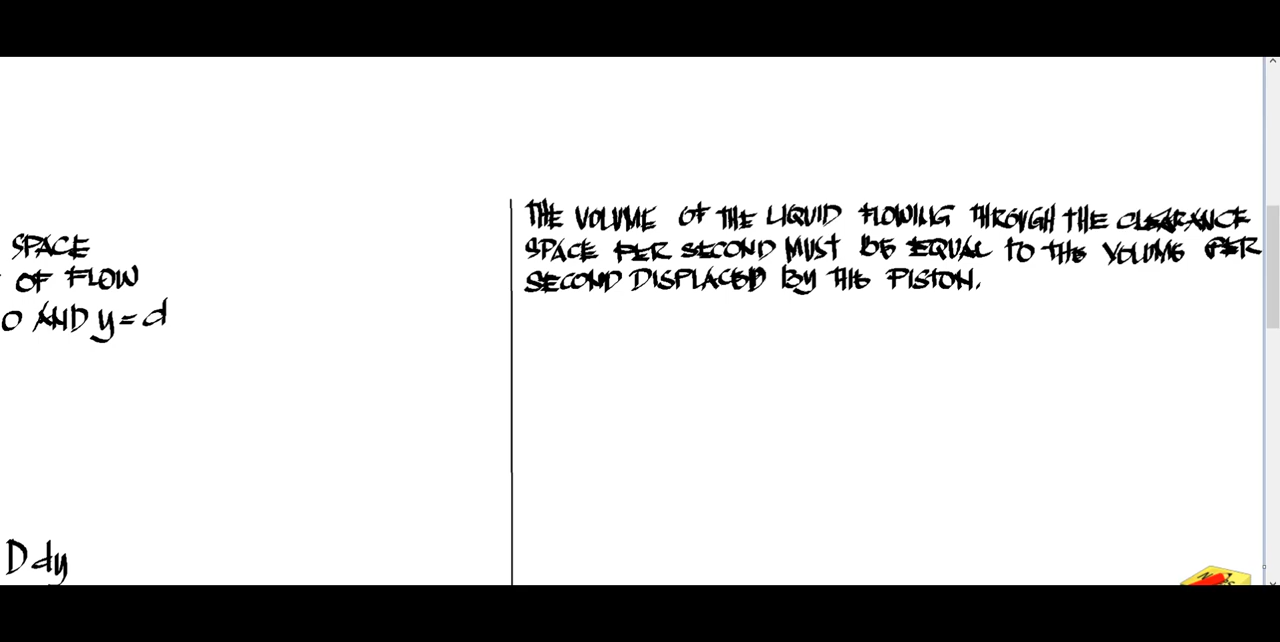 THE VOLUME OF THE LIQUID FLOWING THROUGH THE CLEARANCE
SPACE PER SECOND MUST BE EQUAL TO THE VOLUME PER
SECOND DISPLACED BY THE PISTON.
SPACE
OF FLOW
O AND y = d
D dy